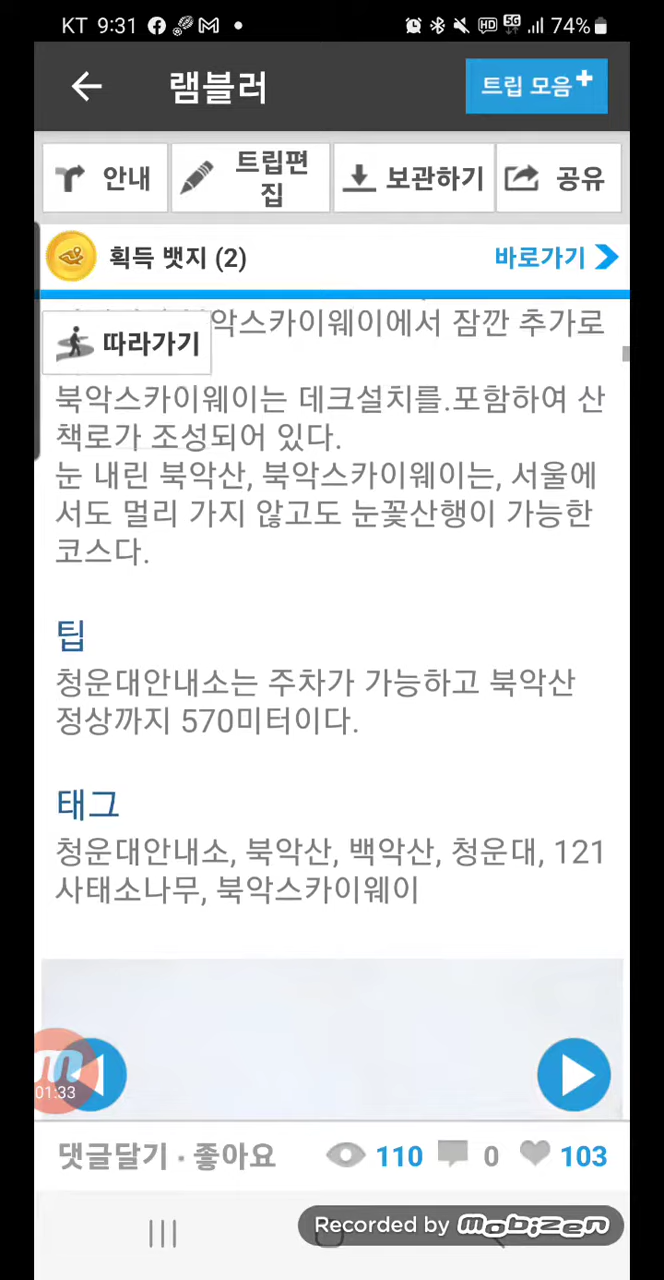 KT 9:31 74%
램블러
트립 모음+
안내
트립편집
보관하기
공유
획득 뱃지 (2)
바로가기
악스카이웨이에서 잠깐 추가로
따라가기
북악스카이웨이는 데크설치를.포함하여 산
책로가 조성되어 있다.
눈 내린 북악산, 북악스카이웨이는, 서울에
서도 멀리 가지 않고도 눈꽃산행이 가능한
코스다.
팁
청운대안내소는 주차가 가능하고 북악산
정상까지 570미터이다.
태그
청운대안내소, 북악산, 백악산, 청운대, 121
사태소나무, 북악스카이웨이
01:33
댓글달기 · 좋아요 110 0 103
Recorded by mobizen